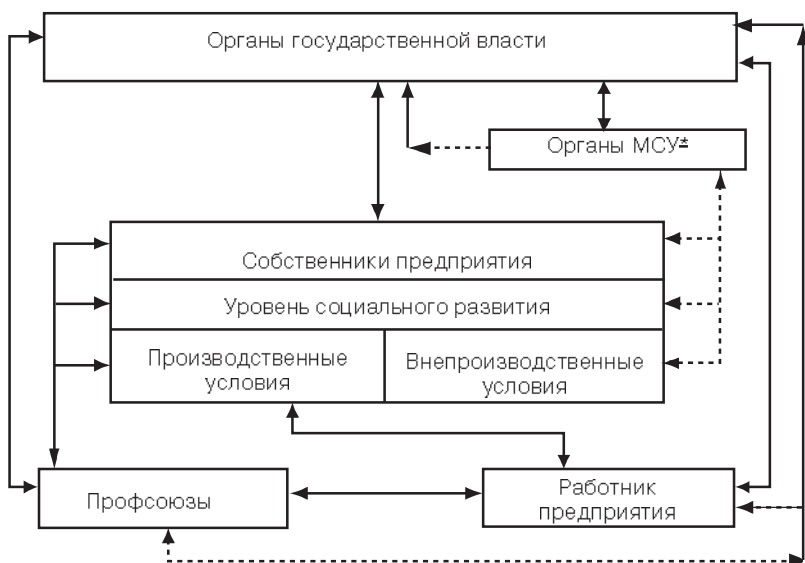 Органы государственной власти
Органы МСУ*
Собственники предприятия
Уровень социального развития
Производственные
условия
Внепроизводственные
условия
Профсоюзы
Работник
предприятия